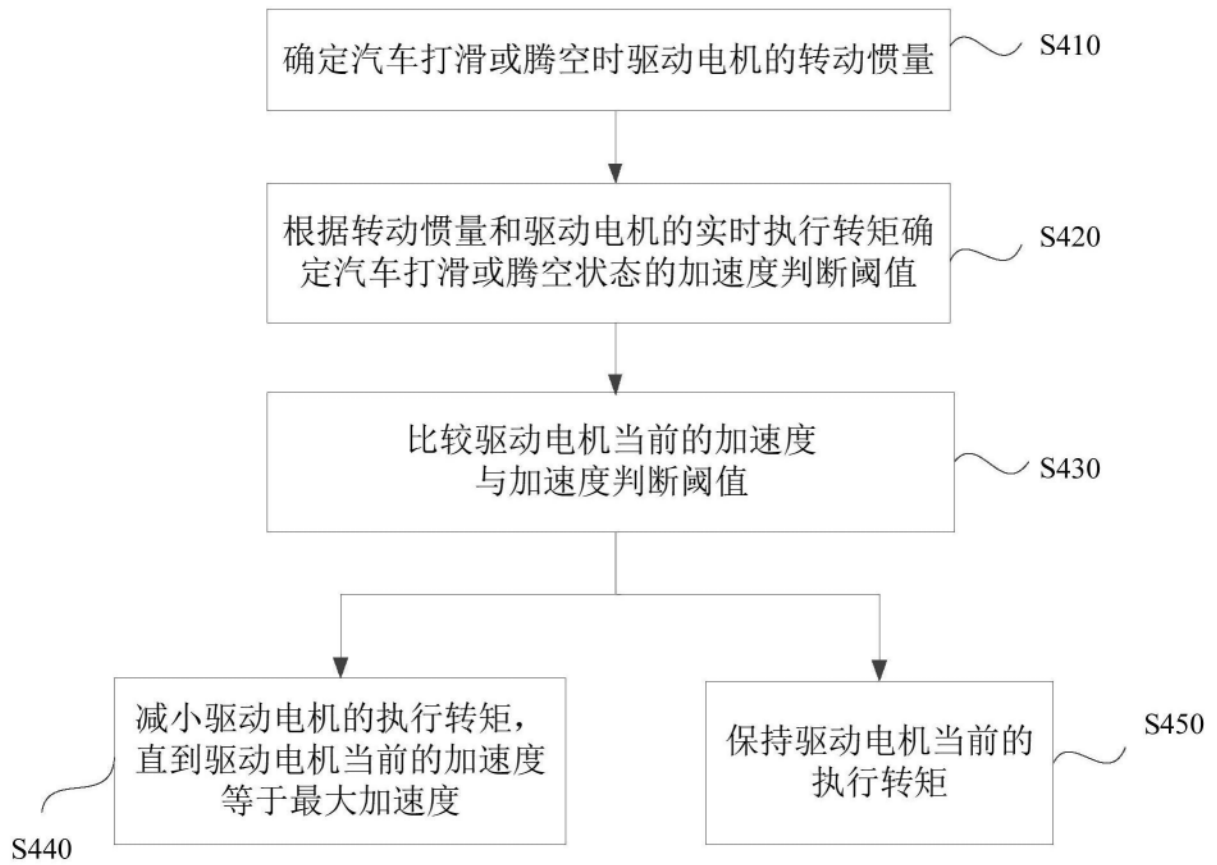 确定汽车打滑或腾空时驱动电机的转动惯量
S410
根据转动惯量和驱动电机的实时执行转矩确
定汽车打滑或腾空状态的加速度判断阈值
S420
比较驱动电机当前的加速度
与加速度判断阈值
S430
减小驱动电机的执行转矩，
直到驱动电机当前的加速度
等于最大加速度
S440
保持驱动电机当前的
执行转矩
S450